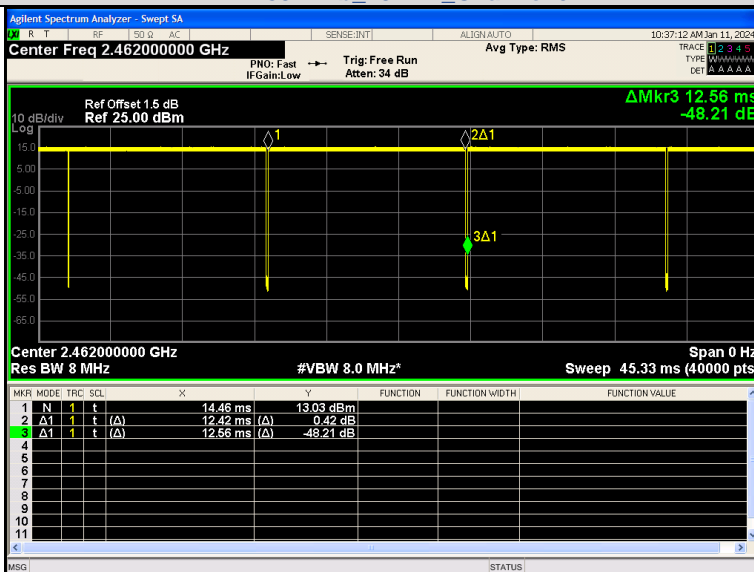 Agilent Spectrum Analyzer - Swept SA
LXI R T RF 50 Ω AC SENSE:INT ALIGNAUTO 10:37:12 AM Jan 11, 2024
Center Freq 2.462000000 GHz Avg Type: RMS TRACE 1 2 3 4 5
PNO: Fast Trig: Free Run TYPE W
IFGain:Low Atten: 34 dB DET A A A A A
ΔMkr3 12.56 ms
-48.21 dB
Ref Offset 1.5 dB
10 dB/div Ref 25.00 dBm
Log
1 2Δ1
15.0
5.00
-5.00
-15.0
-25.0 3Δ1
-35.0
-45.0
-55.0
-65.0
Center 2.462000000 GHz Span 0 Hz
Res BW 8 MHz #VBW 8.0 MHz* Sweep 45.33 ms (40000 pts
MKR MODE TRC SCL X Y FUNCTION FUNCTION WIDTH FUNCTION VALUE
1 N 1 t 14.46 ms 13.03 dBm
2 Δ1 1 t (Δ) 12.42 ms (Δ) 0.42 dB
3 Δ1 1 t (Δ) 12.56 ms (Δ) -48.21 dB
4
5
6
7
8
9
10
11
MSG STATUS